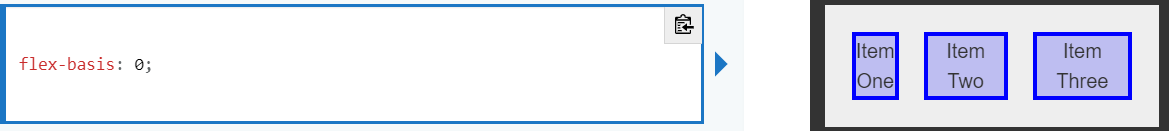 flex-basis: 0;
Item One
Item Two
Item Three